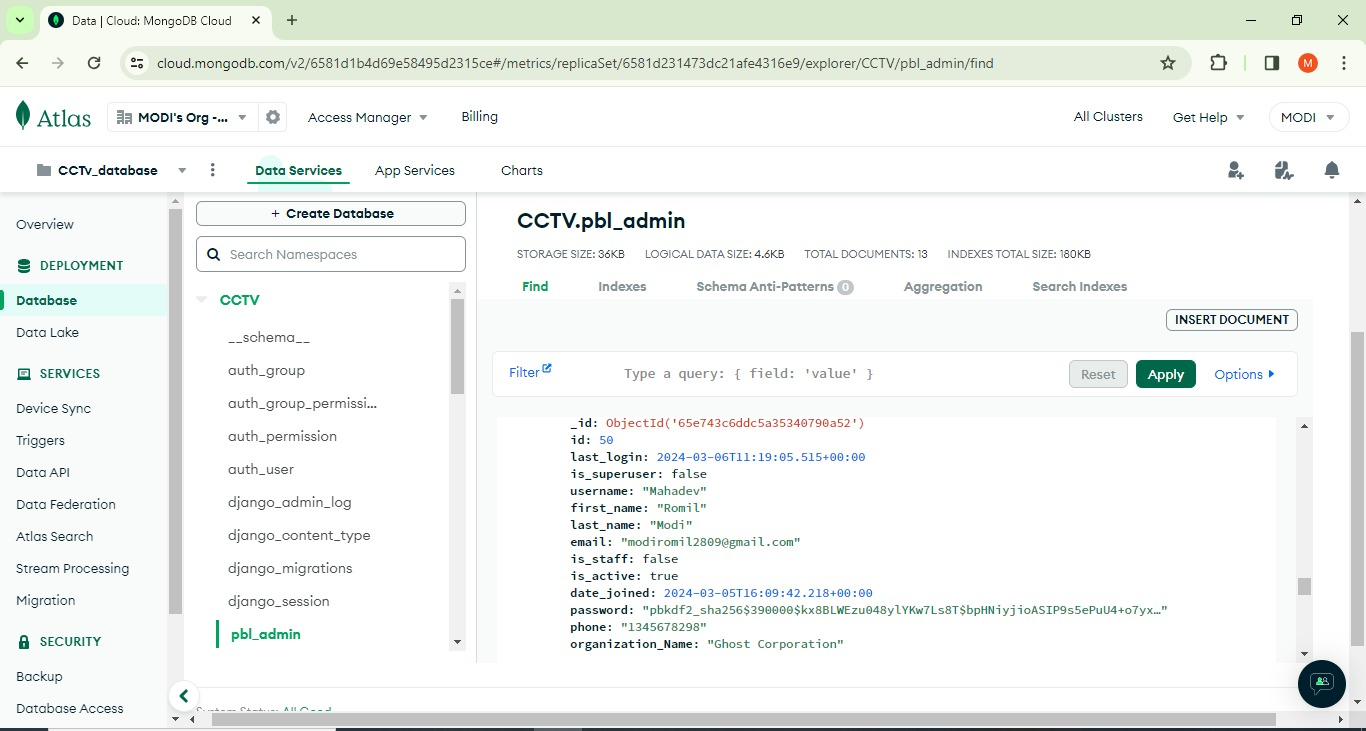 Data | Cloud: MongoDB Cloud
cloud.mongodb.com/v2/6581d1b4d69e58495d2315ce#/metrics/replicaSet/6581d231473dc21afe4316e9/explorer/CCTV/pbl_admin/find
M
Atlas
MODI's Org -...
Access Manager
Billing
All Clusters
Get Help
MODI
CCTv_database
Data Services
App Services
Charts
Overview
DEPLOYMENT
Database
Data Lake
SERVICES
Device Sync
Triggers
Data API
Data Federation
Atlas Search
Stream Processing
Migration
SECURITY
Backup
Database Access
+ Create Database
Search Namespaces
CCTV
__schema__
auth_group
auth_group_permissi...
auth_permission
auth_user
django_admin_log
django_content_type
django_migrations
django_session
pbl_admin
CCTV.pbl_admin
STORAGE SIZE: 36KB LOGICAL DATA SIZE: 4.6KB TOTAL DOCUMENTS: 13 INDEXES TOTAL SIZE: 180KB
Find Indexes Schema Anti-Patterns 0 Aggregation Search Indexes
INSERT DOCUMENT
Filter Type a query: { field: 'value' } Reset Apply Options
_id: ObjectId('65e743c6ddc5a35340790a52')
id: 50
last_login: 2024-03-06T11:19:05.515+00:00
is_superuser: false
username: "Mahadev"
first_name: "Romil"
last_name: "Modi"
email: "modiromil2809@gmail.com"
is_staff: false
is_active: true
date_joined: 2024-03-05T16:09:42.218+00:00
password: "pbkdf2_sha256$390000$kx8BLWEzu048ylYKw7Ls8T$bpHNiyjioASIP9s5ePuU4+o7yx…"
phone: "1345678298"
organization_Name: "Ghost Corporation"
System Status: All Good